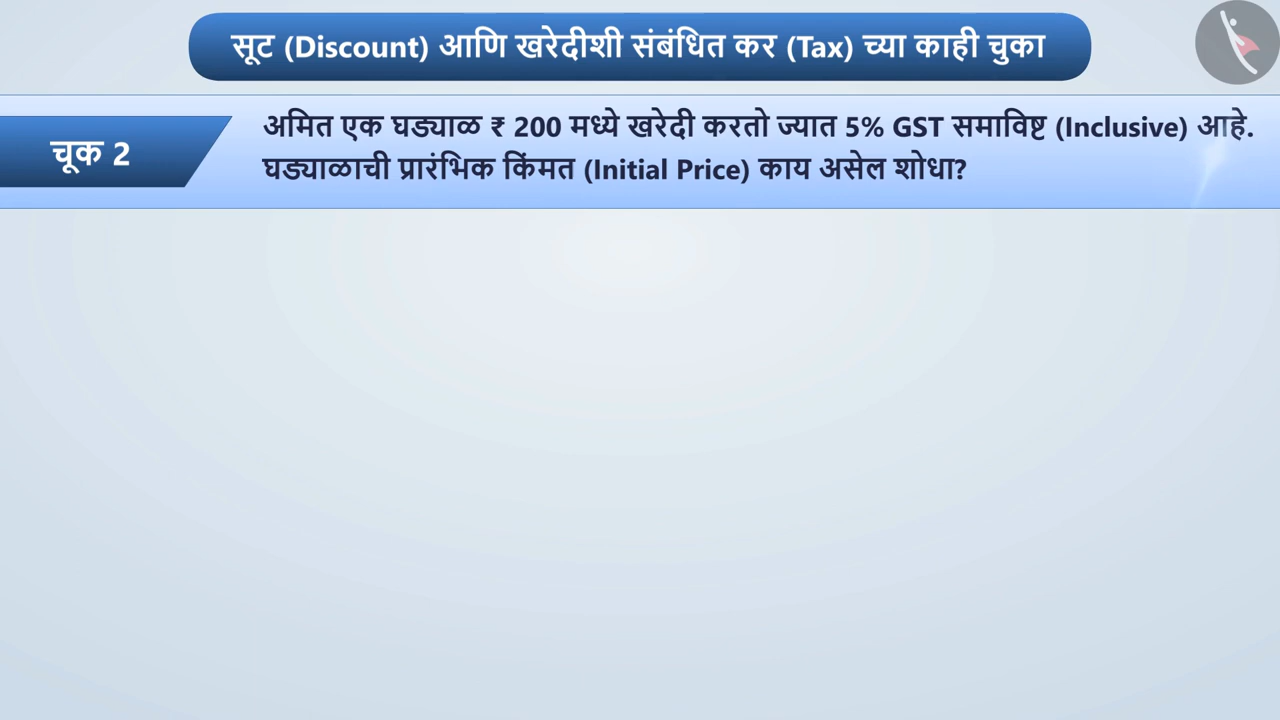 सूट (Discount) आणि खरेदीशी संबंधित कर (Tax) च्या काही चुका
चूक 2
अमित एक घड्याळ ₹ 200 मध्ये खरेदी करतो ज्यात 5% GST समाविष्ट (Inclusive) आहे.
घड्याळाची प्रारंभिक किंमत (Initial Price) काय असेल शोधा?